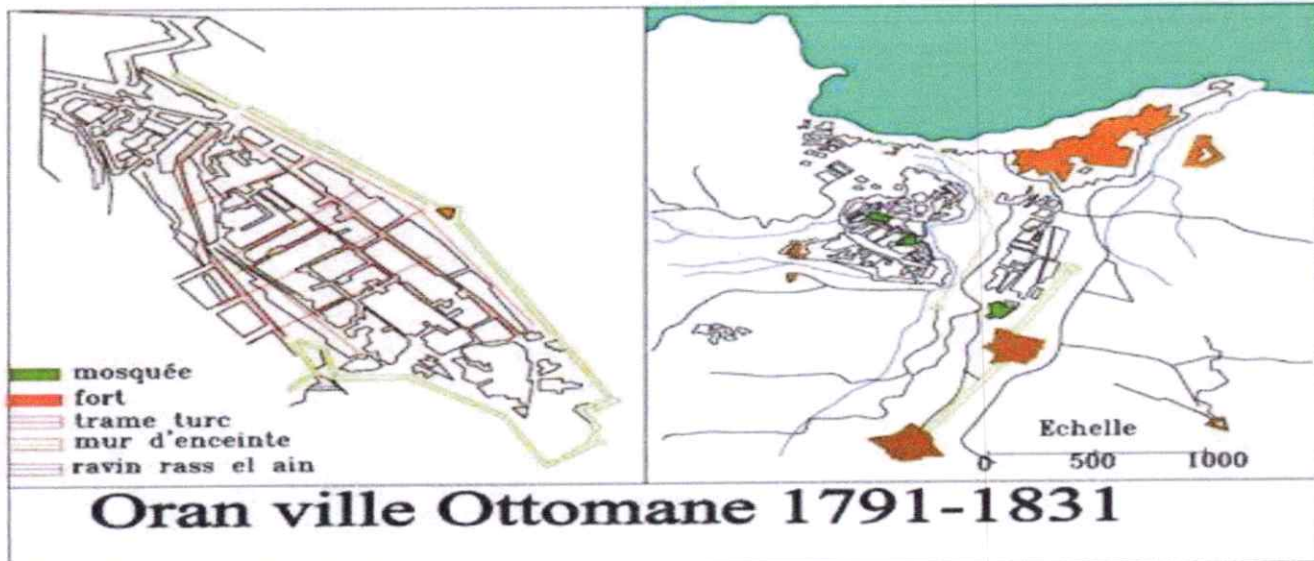 mosquée
fort
trame turc
mur d'enceinte
ravin rass el ain
Echelle
0 500 1000
Oran ville Ottomane 1791-1831